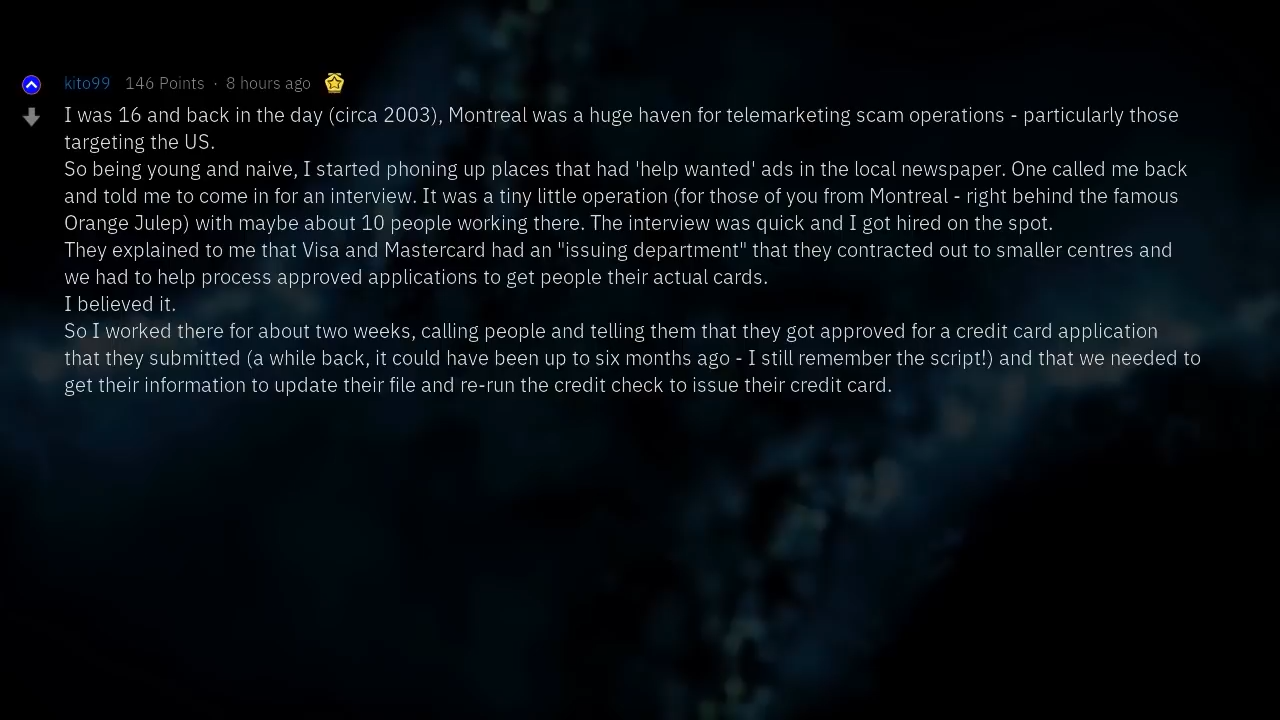 kito99 146 Points · 8 hours ago
I was 16 and back in the day (circa 2003), Montreal was a huge haven for telemarketing scam operations - particularly those
targeting the US.
So being young and naive, I started phoning up places that had 'help wanted' ads in the local newspaper. One called me back
and told me to come in for an interview. It was a tiny little operation (for those of you from Montreal - right behind the famous
Orange Julep) with maybe about 10 people working there. The interview was quick and I got hired on the spot.
They explained to me that Visa and Mastercard had an "issuing department" that they contracted out to smaller centres and
we had to help process approved applications to get people their actual cards.
I believed it.
So I worked there for about two weeks, calling people and telling them that they got approved for a credit card application
that they submitted (a while back, it could have been up to six months ago - I still remember the script!) and that we needed to
get their information to update their file and re-run the credit check to issue their credit card.